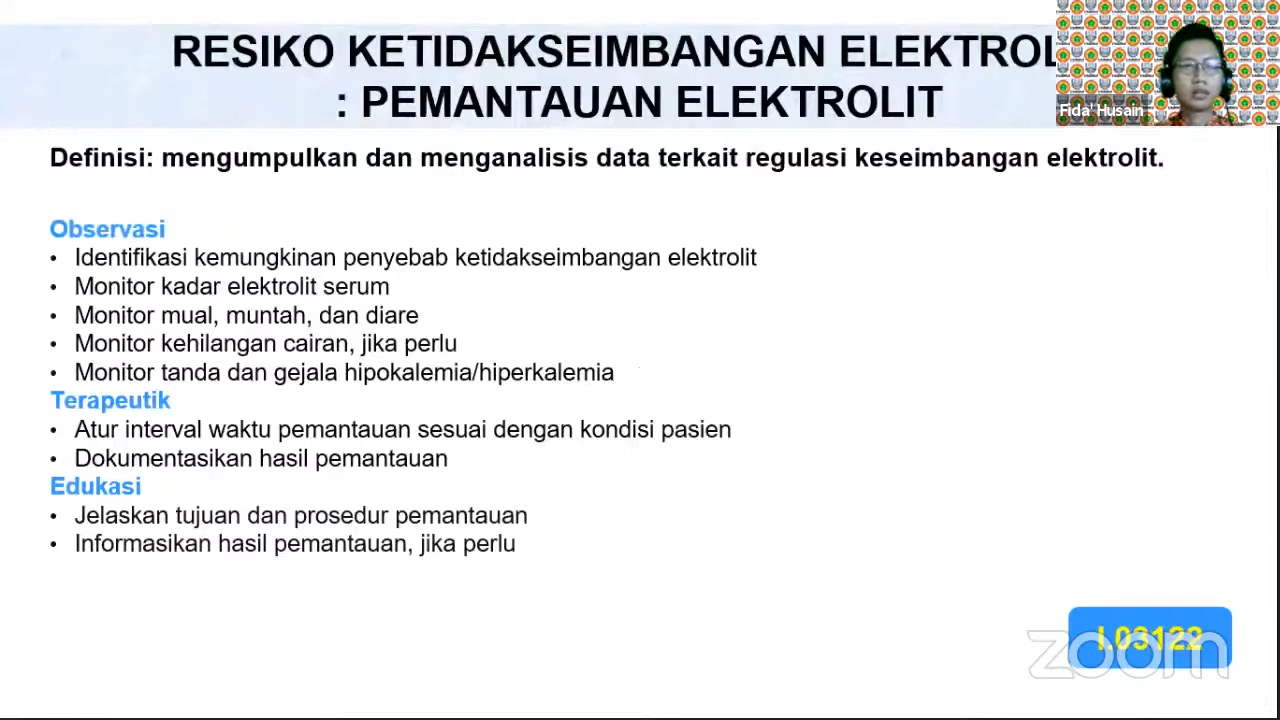 RESIKO KETIDAKSEIMBANGAN ELEKTROL
: PEMANTAUAN ELEKTROLIT
Fida' Husain
Definisi: mengumpulkan dan menganalisis data terkait regulasi keseimbangan elektrolit.
Observasi
• Identifikasi kemungkinan penyebab ketidakseimbangan elektrolit
• Monitor kadar elektrolit serum
• Monitor mual, muntah, dan diare
• Monitor kehilangan cairan, jika perlu
• Monitor tanda dan gejala hipokalemia/hiperkalemia
Terapeutik
• Atur interval waktu pemantauan sesuai dengan kondisi pasien
• Dokumentasikan hasil pemantauan
Edukasi
• Jelaskan tujuan dan prosedur pemantauan
• Informasikan hasil pemantauan, jika perlu
I.03122
zoom